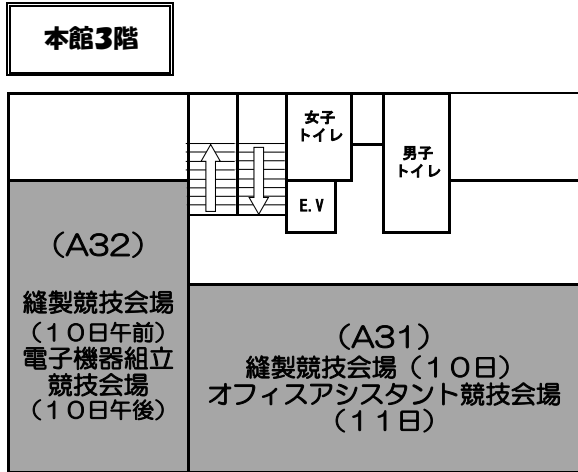 本館3階
女子
トイレ
男子
トイレ
E.V
（A32）
縫製競技会場
（10日午前）
電子機器組立
競技会場
（10日午後）
（A31）
縫製競技会場（10日）
オフィスアシスタント競技会場
（11日）